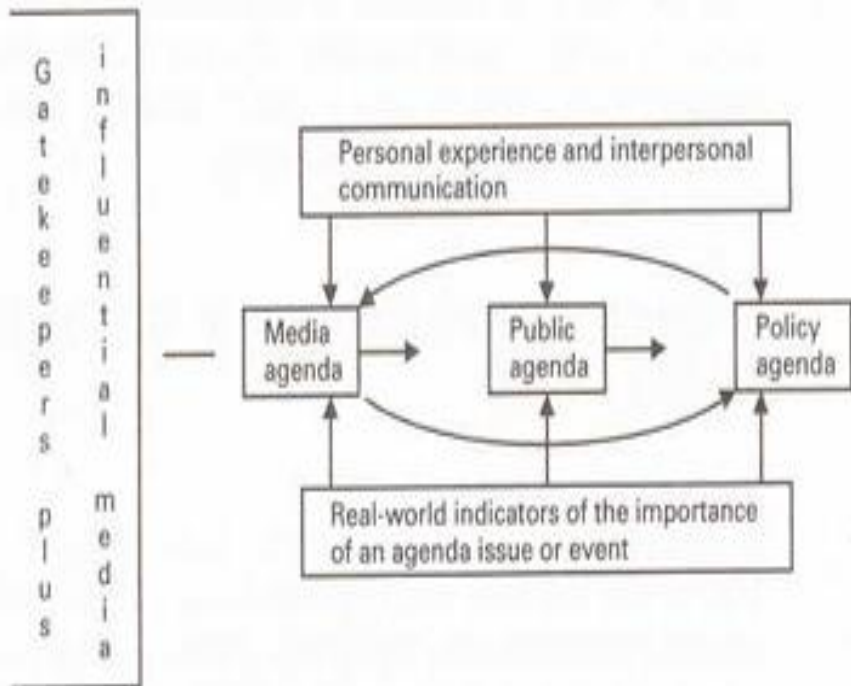 Gatekeepers plus
influential media
Personal experience and interpersonal
communication
Media
agenda
Public
agenda
Policy
agenda
Real-world indicators of the importance
of an agenda issue or event